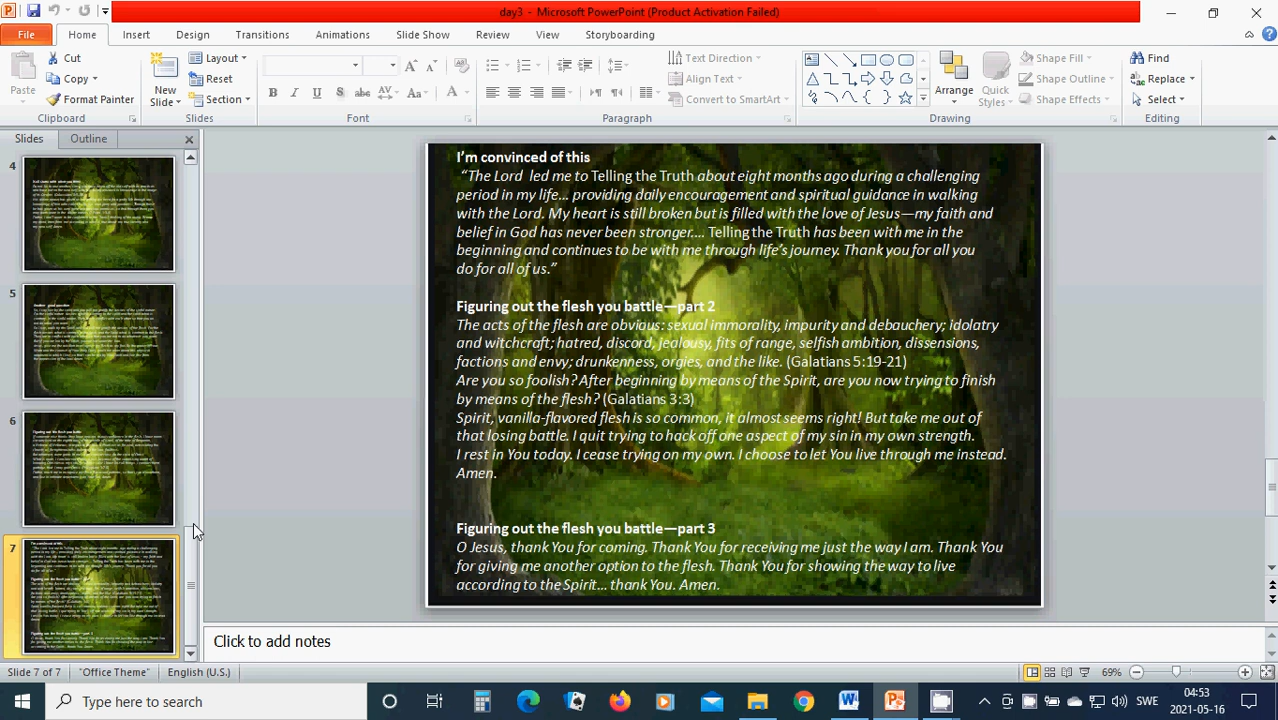 day3 - Microsoft PowerPoint (Product Activation Failed)
File Home Insert Design Transitions Animations Slide Show Review View Storyboarding
Paste
Cut
Copy
Format Painter
Clipboard
New Slide
Layout
Reset
Section
Slides
Font
Text Direction
Align Text
Convert to SmartArt
Paragraph
Arrange
Quick Styles
Shape Fill
Shape Outline
Shape Effects
Drawing
Find
Replace
Select
Editing
Slides Outline
4
5
6
7
I'm convinced of this
"The Lord led me to Telling the Truth about eight months ago during a challenging
period in my life, providing daily encouragement and spiritual guidance in walking
with the Lord. My heart is still broken but is filled with the love of Jesus—my faith and
belief in God has never been stronger.... Telling the Truth has been with me in the
beginning and continues to be with me through life's journey. Thank you for all you
do for all of us."
Figuring out the flesh you battle—part 2
The acts of the flesh are obvious: sexual immorality, impurity and debauchery; idolatry
and witchcraft; hatred, discord, jealousy, fits of range, selfish ambition, dissensions,
factions and envy; drunkenness, orgies, and the like. (Galatians 5:19-21)
Are you so foolish? After beginning by means of the Spirit, are you now trying to finish
by means of the flesh? (Galatians 3:3)
Spirit, vanilla-flavored flesh is so common, it almost seems right! But take me out of
that losing battle. I quit trying to hack off one aspect of my sin in my own strength.
I rest in You today. I cease trying on my own. I choose to let You live through me instead.
Amen.
Figuring out the flesh you battle—part 3
O Jesus, thank You for coming. Thank You for receiving me just the way I am. Thank You
for giving me another option to the flesh. Thank You for showing the way to live
according to the Spirit... thank You. Amen.
Click to add notes
Slide 7 of 7 "Office Theme" English (U.S.) 69%
Type here to search
SWE
04:53
2021-05-16